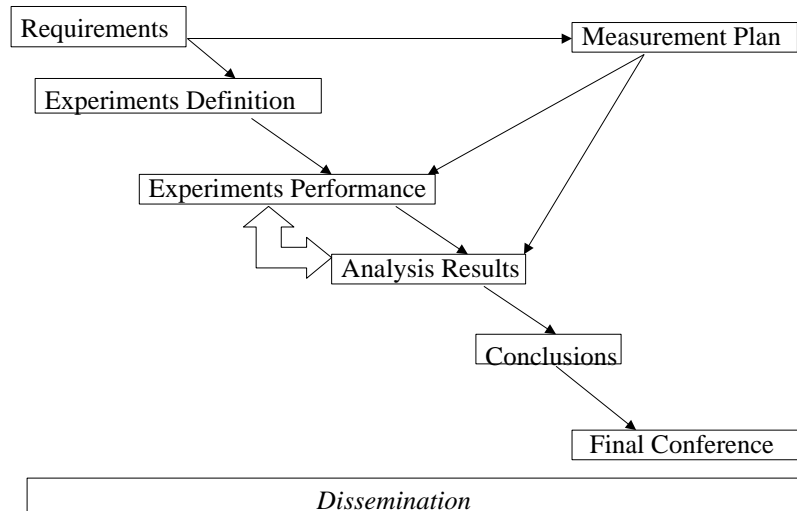 Requirements
Measurement Plan
Experiments Definition
Experiments Performance
Analysis Results
Conclusions
Final Conference
Dissemination